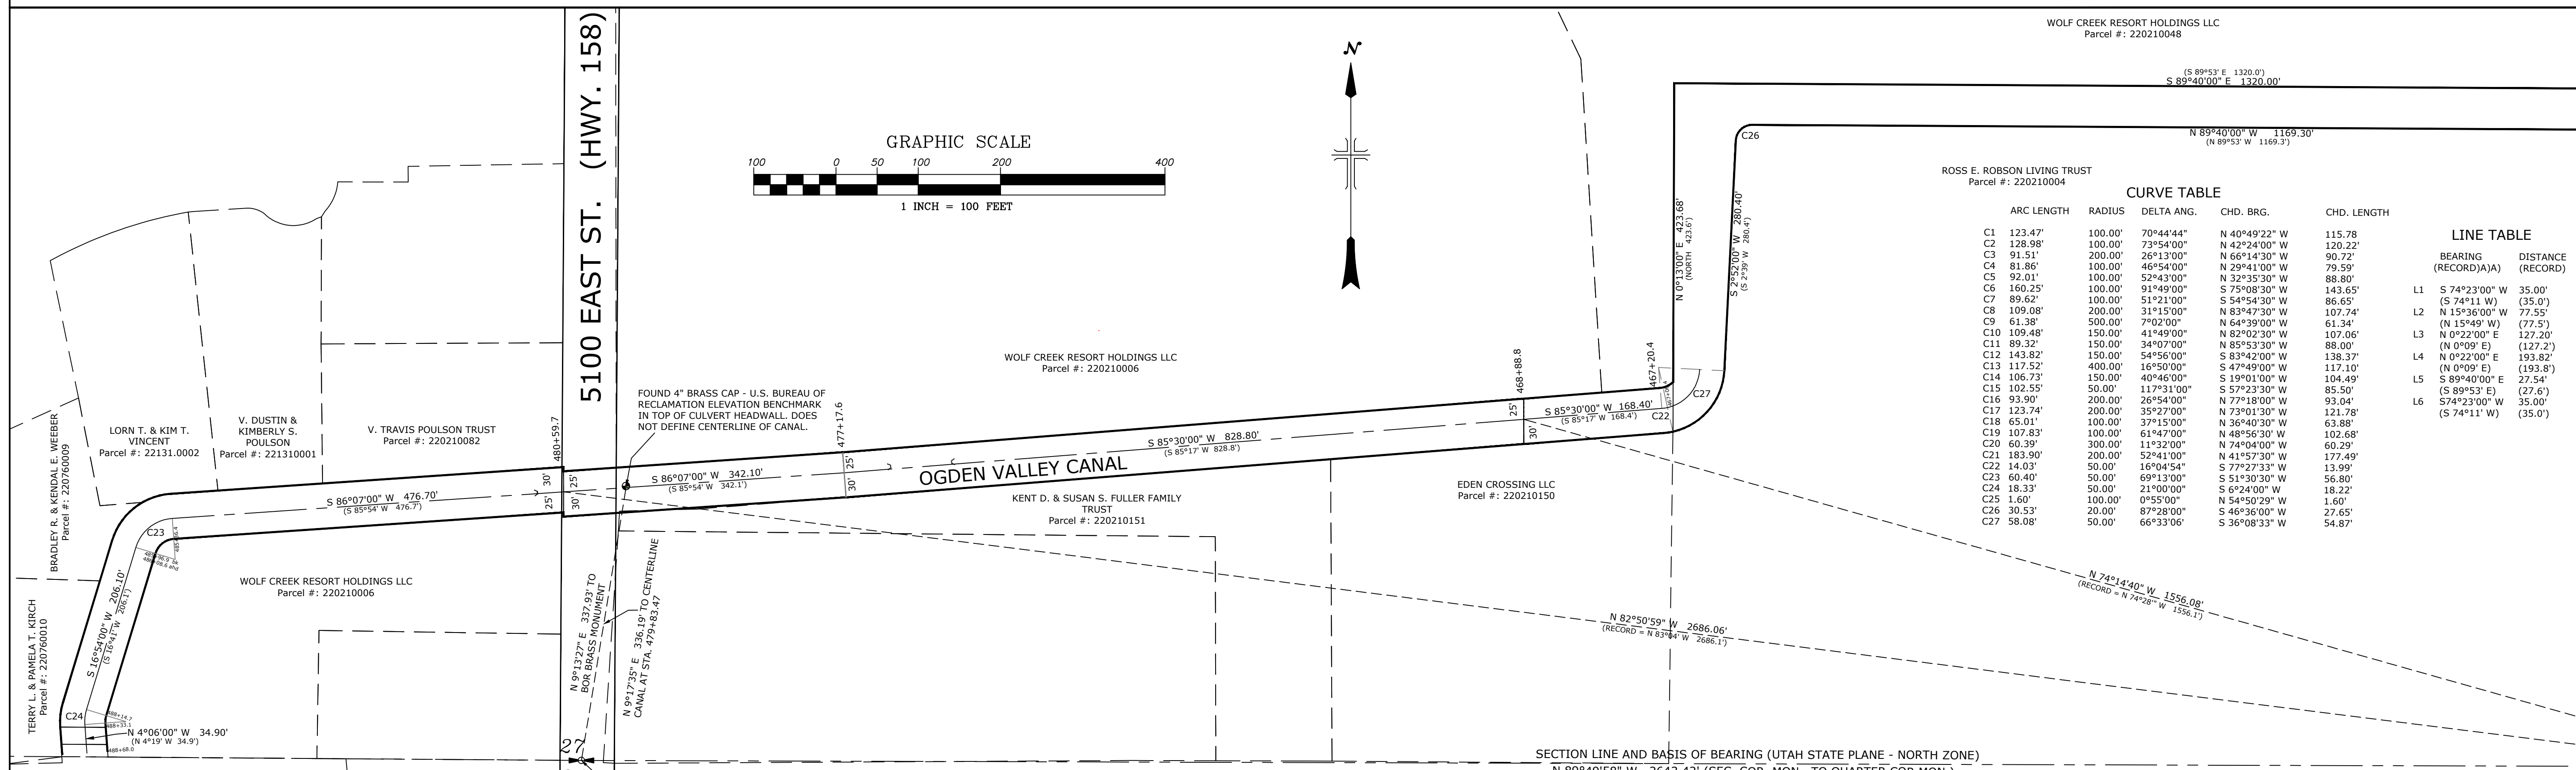 WOLF CREEK RESORT HOLDINGS LLC
Parcel #: 220210048
(S 89°53' E 1320.0')
S 89°40'00" E 1320.00'
N 89°40'00" W 1169.30'
(N 89°53' W 1169.3')
C26
N
GRAPHIC SCALE
100 0 50 100 200 400
1 INCH = 100 FEET
5100 EAST ST. (HWY. 158)
N 0°13'00" E 423.68'
(NORTH 423.6')
S 2°52'00" W 280.40'
(S 2°39' W 280.4')
ROSS E. ROBSON LIVING TRUST
Parcel #: 220210004
CURVE TABLE
ARC LENGTH RADIUS DELTA ANG. CHD. BRG. CHD. LENGTH
C1 123.47' 100.00' 70°44'44" N 40°49'22" W 115.78
C2 128.98' 100.00' 73°54'00" N 42°24'00" W 120.22'
C3 91.51' 200.00' 26°13'00" N 66°14'30" W 90.72'
C4 81.86' 100.00' 46°54'00" N 29°41'00" W 79.59'
C5 92.01' 100.00' 52°43'00" N 32°35'30" W 88.80'
C6 160.25' 100.00' 91°49'00" S 75°08'30" W 143.65'
C7 89.62' 100.00' 51°21'00" S 54°54'30" W 86.65'
C8 109.08' 200.00' 31°15'00" N 83°47'30" W 107.74'
C9 61.38' 500.00' 7°02'00" N 64°39'00" W 61.34'
C10 109.48' 150.00' 41°49'00" N 82°02'30" W 107.06'
C11 89.32' 150.00' 34°07'00" N 85°53'30" W 88.00'
C12 143.82' 150.00' 54°56'00" S 83°42'00" W 138.37'
C13 117.52' 400.00' 16°50'00" S 47°49'00" W 117.10'
C14 106.73' 150.00' 40°46'00" S 19°01'00" W 104.49'
C15 102.55' 50.00' 117°31'00" S 57°23'30" W 85.50'
C16 93.90' 200.00' 26°54'00" N 77°18'00" W 93.04'
C17 123.74' 200.00' 35°27'00" N 73°01'30" W 121.78'
C18 65.01' 100.00' 37°15'00" N 36°40'30" W 63.88'
C19 107.83' 100.00' 61°47'00" N 48°56'30" W 102.68'
C20 60.39' 300.00' 11°32'00" N 74°04'00" W 60.29'
C21 183.90' 200.00' 52°41'00" N 41°57'30" W 177.49'
C22 14.03' 50.00' 16°04'54" S 77°27'33" W 13.99'
C23 60.40' 50.00' 69°13'00" S 51°30'30" W 56.80'
C24 18.33' 50.00' 21°00'00" S 6°24'00" W 18.22'
C25 1.60' 100.00' 0°55'00" N 54°50'29" W 1.60'
C26 30.53' 20.00' 87°28'00" S 46°36'00" W 27.65'
C27 58.08' 50.00' 66°33'06" S 36°08'33" W 54.87'
LINE TABLE
BEARING DISTANCE
(RECORD)A)A) (RECORD)
L1 S 74°23'00" W 35.00'
(S 74°11 W) (35.0')
L2 N 15°36'00" W 77.55'
(N 15°49' W) (77.5')
L3 N 0°22'00" E 127.20'
(N 0°09' E) (127.2')
L4 N 0°22'00" E 193.82'
(N 0°09' E) (193.8')
L5 S 89°40'00" E 27.54'
(S 89°53' E) (27.6')
L6 S74°23'00" W 35.00'
(S 74°11' W) (35.0')
WOLF CREEK RESORT HOLDINGS LLC
Parcel #: 220210006
FOUND 4" BRASS CAP - U.S. BUREAU OF
RECLAMATION ELEVATION BENCHMARK
IN TOP OF CULVERT HEADWALL. DOES
NOT DEFINE CENTERLINE OF CANAL.
480+59.7
477+17.6
468+88.8
467+20.4
BRADLEY R. & KENDAL E. WEEBER
Parcel #: 220760009
LORN T. & KIM T.
VINCENT
Parcel #: 22131.0002
V. DUSTIN &
KIMBERLY S.
POULSON
Parcel #: 221310001
V. TRAVIS POULSON TRUST
Parcel #: 220210082
S 86°07'00" W 476.70'
(S 85°54' W 476.7')
30'
25'
25'
30'
S 86°07'00" W 342.10'
(S 85°54' W 342.1')
25'
30'
S 85°30'00" W 828.80'
(S 85°17' W 828.8')
OGDEN VALLEY CANAL
25'
30'
S 85°30'00" W 168.40'
(S 85°17' W 168.4')
C22
C27
C23
KENT D. & SUSAN S. FULLER FAMILY
TRUST
Parcel #: 220210151
EDEN CROSSING LLC
Parcel #: 220210150
WOLF CREEK RESORT HOLDINGS LLC
Parcel #: 220210006
TERRY L. & PAMELA T. KIRCH
Parcel #: 220760010
S 16°54'00" W 206.10'
(S 16°41' W 206.1')
C24
488+14.7
488+33.1
488+68.0
N 4°06'00" W 34.90'
(N 4°19' W 34.9')
N 9°13'27" E 337.93' TO
BOR BRASS MONUMENT
N 9°17'35" E 336.19' TO CENTERLINE
CANAL AT STA. 479+83.47
N 74°14'40" W 1556.08'
(RECORD = N 74°28'" W 1556.1')
N 82°50'59" W 2686.06'
(RECORD = N 83°04' W 2686.1')
27
SECTION LINE AND BASIS OF BEARING (UTAH STATE PLANE - NORTH ZONE)